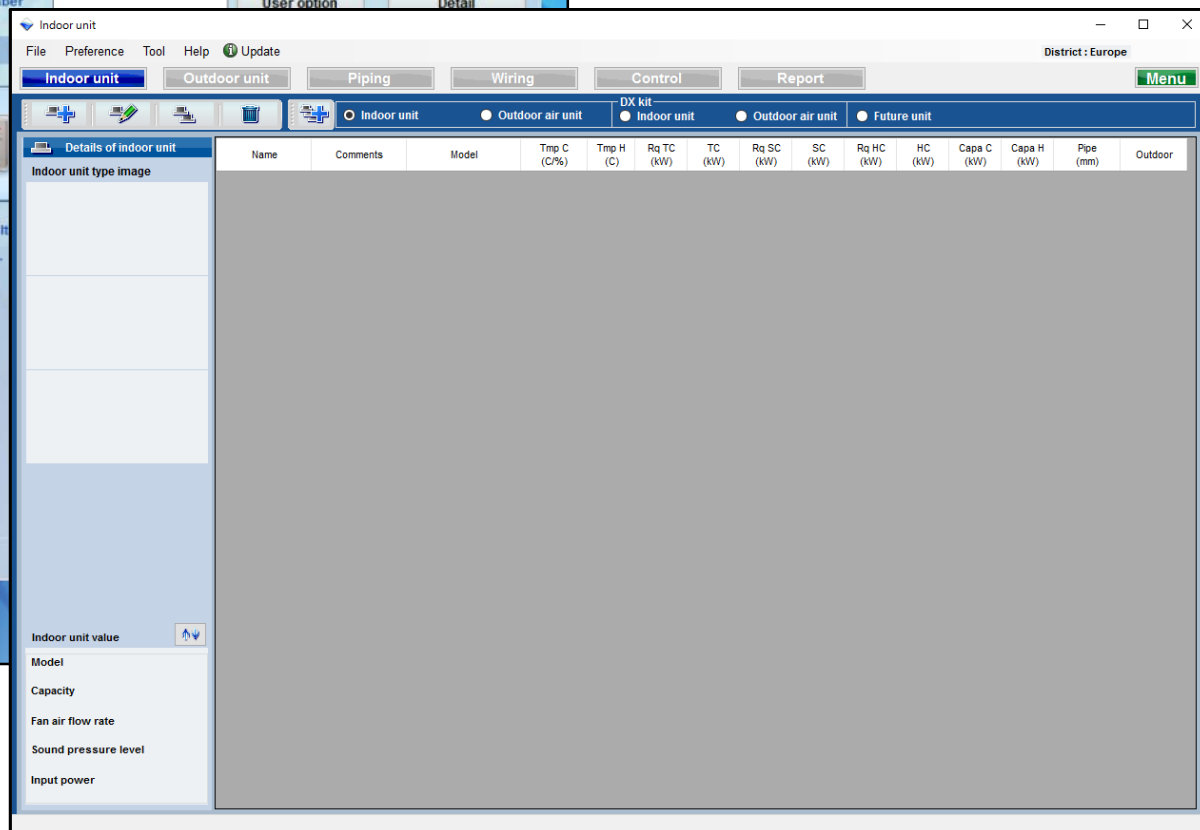 User option
Detail
Indoor unit
File Preference Tool Help Update
District : Europe
Indoor unit Outdoor unit Piping Wiring Control Report Menu
DX kit
Indoor unit Outdoor air unit Indoor unit Outdoor air unit Future unit
Details of indoor unit
Indoor unit type image
Name Comments Model Tmp C (C/%) Tmp H (C) Rq TC (kW) TC (kW) Rq SC (kW) SC (kW) Rq HC (kW) HC (kW) Capa C (kW) Capa H (kW) Pipe (mm) Outdoor
Indoor unit value
Model
Capacity
Fan air flow rate
Sound pressure level
Input power